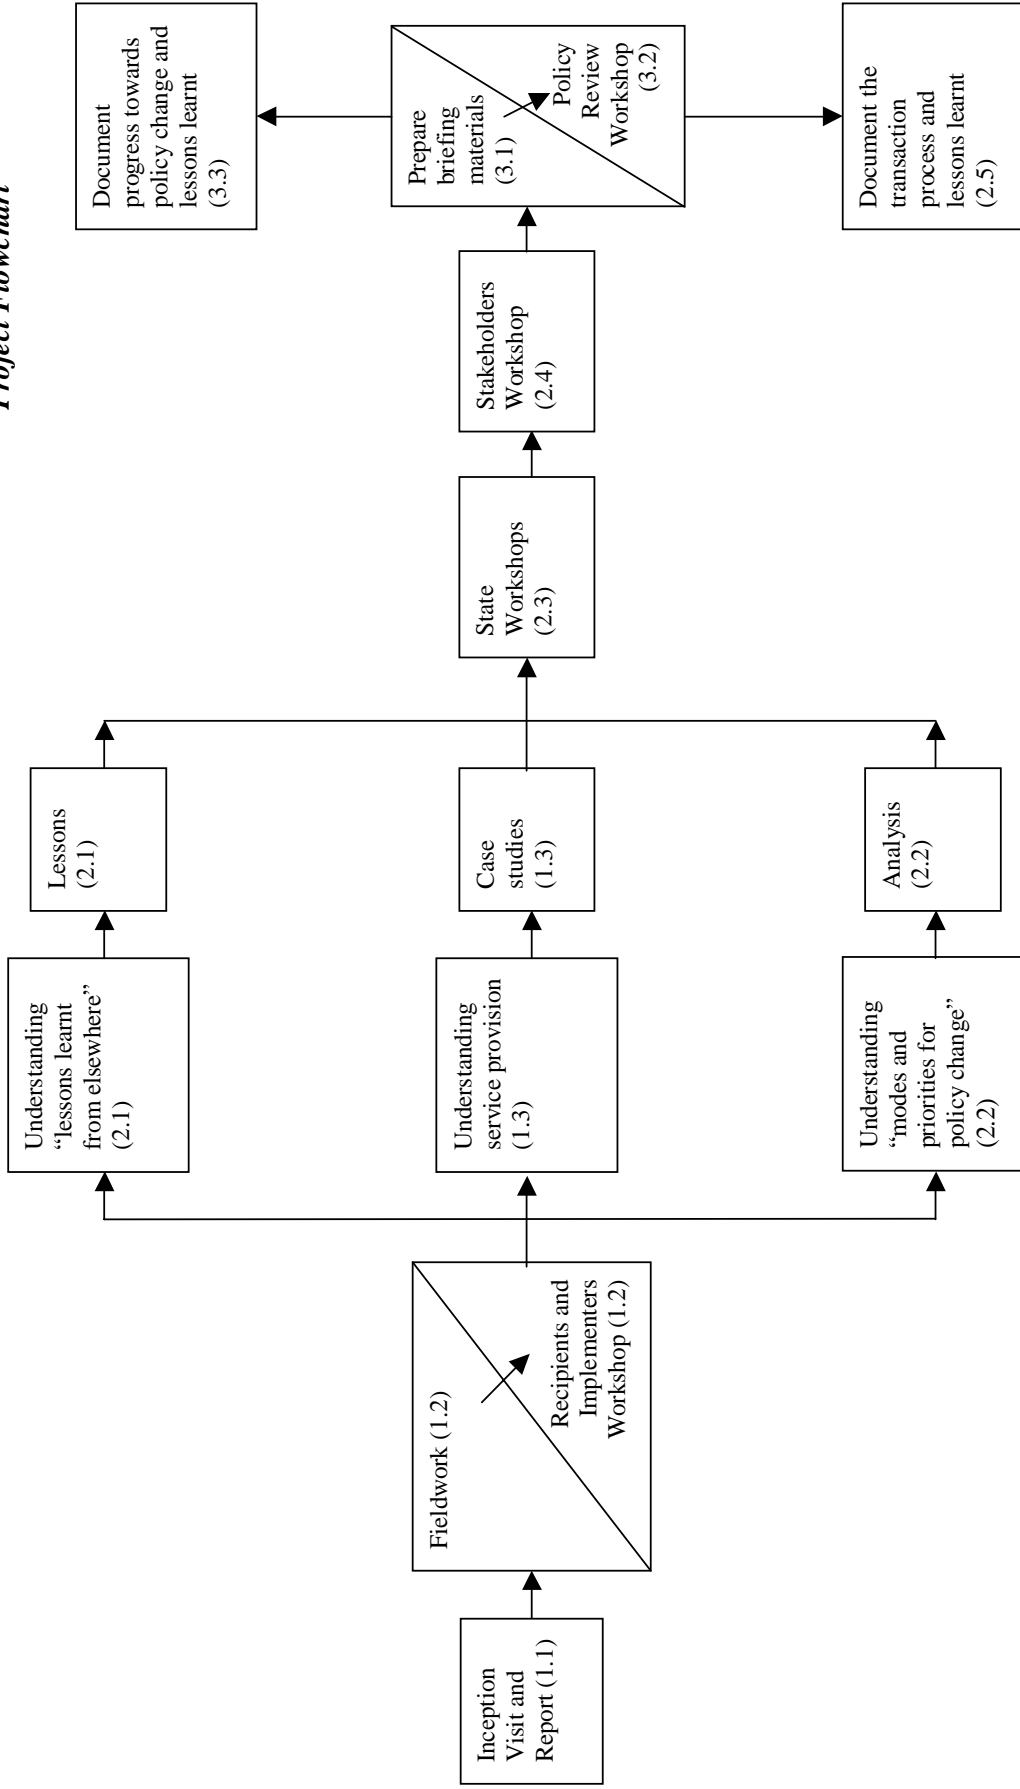 Project Flowchart
Inception
Visit and
Report (1.1)
Fieldwork (1.2)
Recipients and
Implementers
Workshop (1.2)
Understanding
“lessons learnt
from elsewhere”
(2.1)
Lessons
(2.1)
Understanding
service provision
(1.3)
Case
studies
(1.3)
Understanding
“modes and
priorities for
policy change”
(2.2)
Analysis
(2.2)
State
Workshops
(2.3)
Stakeholders
Workshop
(2.4)
Prepare
briefing
materials
(3.1)
Policy
Review
Workshop
(3.2)
Document
progress towards
policy change and
lessons learnt
(3.3)
Document the
transaction
process and
lessons learnt
(2.5)